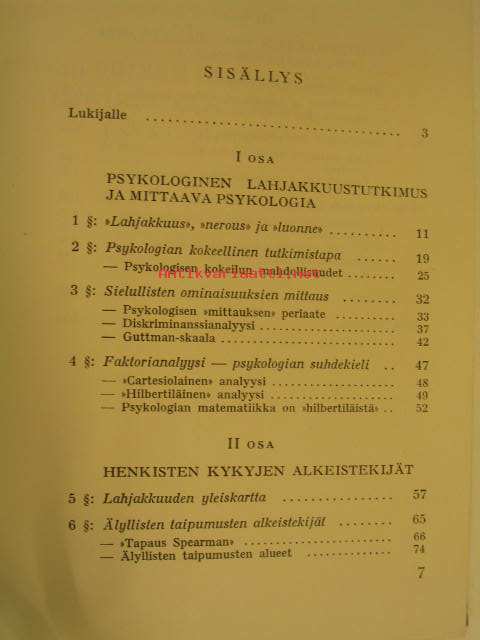 SISÄLLYS
Lukijalle ................................ 3
I OSA
PSYKOLOGINEN LAHJAKKUUSTUTKIMUS
JA MITTAAVA PSYKOLOGIA
1 §: »Lahjakkuus», »nerous» ja »luonne» .......... 11
2 §: Psykologian kokeellinen tutkimistapa ...... 19
— Psykologisen kokeilun mahdollisuudet ........ 25
antikvariaatti.net
3 §: Sielullisten ominaisuuksien mittaus ........ 32
— Psykologisen »mittauksen» periaate .......... 33
— Diskriminanssianalyysi .................... 37
— Guttman-skaala .......................... 42
4 §: Faktorianalyysi — psykologian suhdekieli .. 47
— »Cartesiolainen» analyysi .................. 48
— »Hilbertiläinen» analyysi .................. 49
— Psykologian matematiikka on »hilbertiläistä» .. 52
II OSA
HENKISTEN KYKYJEN ALKEISTEKIJÄT
5 §: Lahjakkuuden yleiskartta ................ 57
6 §: Älyllisten taipumusten alkeistekijät ........ 65
— »Tapaus Spearman» ...................... 66
— Älyllisten taipumusten alueet .............. 74
7